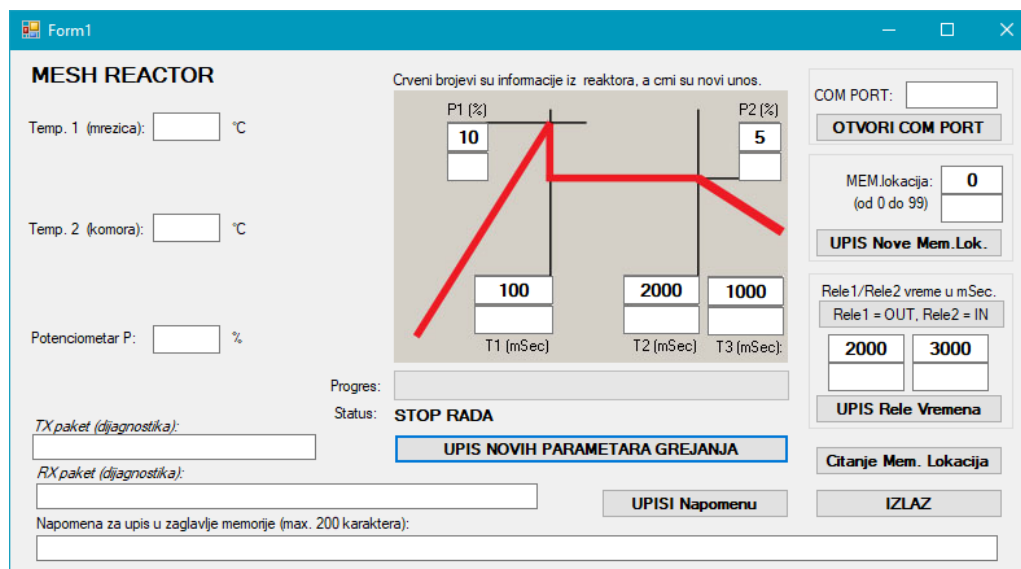 Form1
MESH REACTOR
Crveni brojevi su informacije iz reaktora, a crni su novi unos.
Temp. 1 (mrezica): °C
Temp. 2 (komora): °C
Potenciometar P: %
P1 (%)
10
P2 (%)
5
100
2000
1000
T1 (mSec)
T2 (mSec)
T3 (mSec):
Progres:
Status: STOP RADA
UPIS NOVIH PARAMETARA GREJANJA
TX paket (dijagnostika):
RX paket (dijagnostika):
UPISI Napomenu
Napomena za upis u zaglavlje memorije (max. 200 karaktera):
COM PORT:
OTVORI COM PORT
MEM.lokacija: 0
(od 0 do 99)
UPIS Nove Mem.Lok.
Rele1/Rele2 vreme u mSec.
Rele1 = OUT, Rele2 = IN
2000 3000
UPIS Rele Vremena
Citanje Mem. Lokacija
IZLAZ